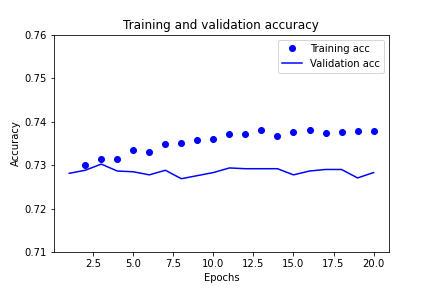 Training and validation accuracy
0.76
0.75
0.74
0.73
0.72
0.71
Accuracy
Training acc
Validation acc
2.5 5.0 7.5 10.0 12.5 15.0 17.5 20.0
Epochs